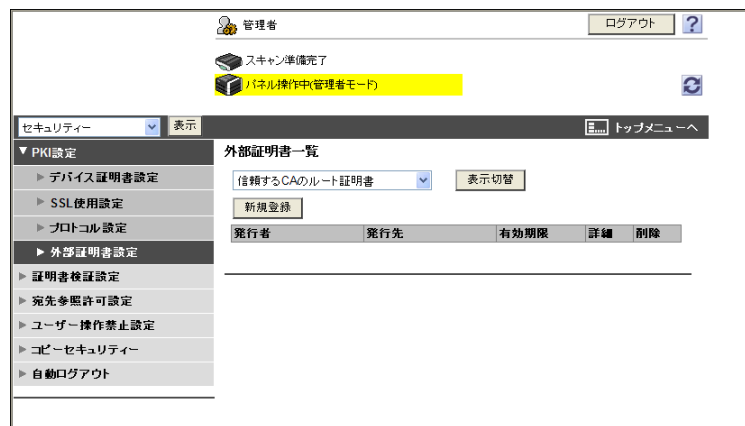 管理者
ログアウト
?
スキャン準備完了
パネル操作中(管理者モード)
セキュリティー
表示
トップメニューへ
▼ PKI設定
デバイス証明書設定
SSL使用設定
プロトコル設定
外部証明書設定
証明書検証設定
宛先参照許可設定
ユーザー操作禁止設定
コピーセキュリティー
自動ログアウト
外部証明書一覧
信頼するCAのルート証明書
表示切替
新規登録
発行者 発行先 有効期限 詳細 削除